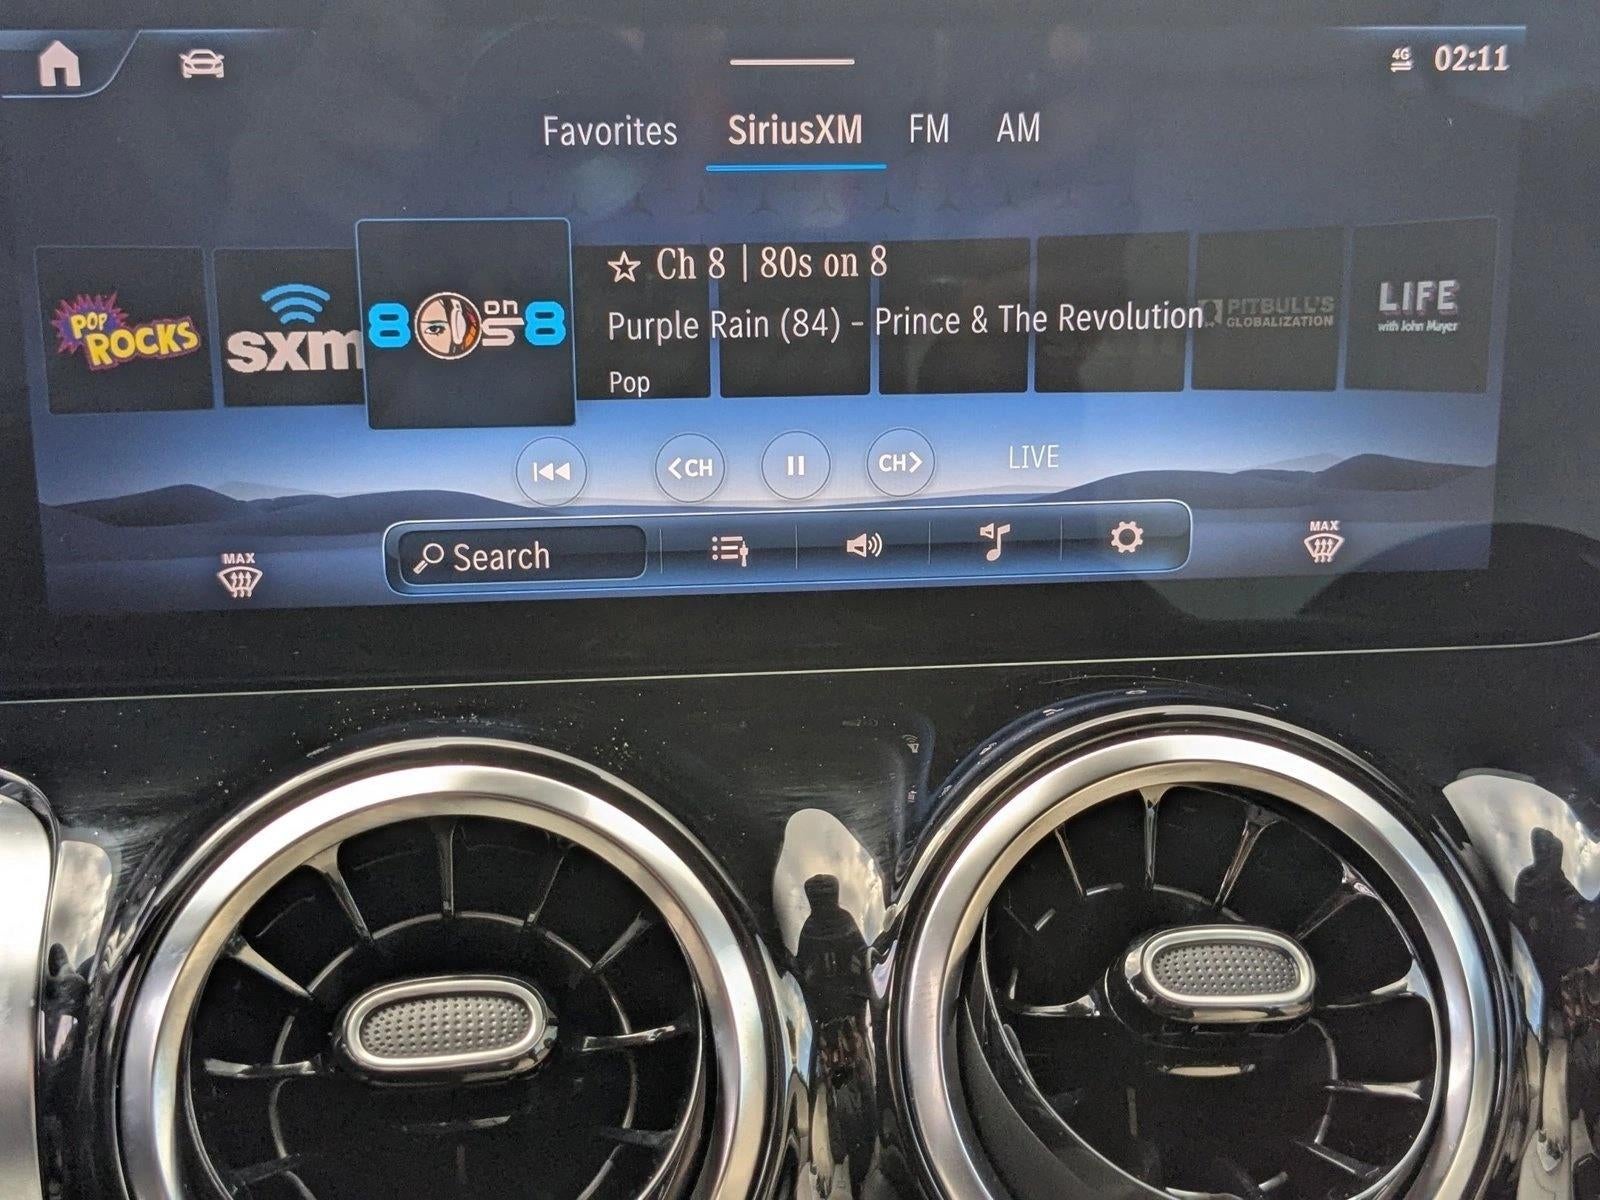 4G 02:11
Favorites SiriusXM FM AM
POP ROCKS
sxm
80s on 8
Ch 8 | 80s on 8
Purple Rain (84) - Prince & The Revolution
Pop
PITBULL'S
GLOBALIZATION
LIFE
with John Mayer
<CH CH> LIVE
MAX
Search
MAX